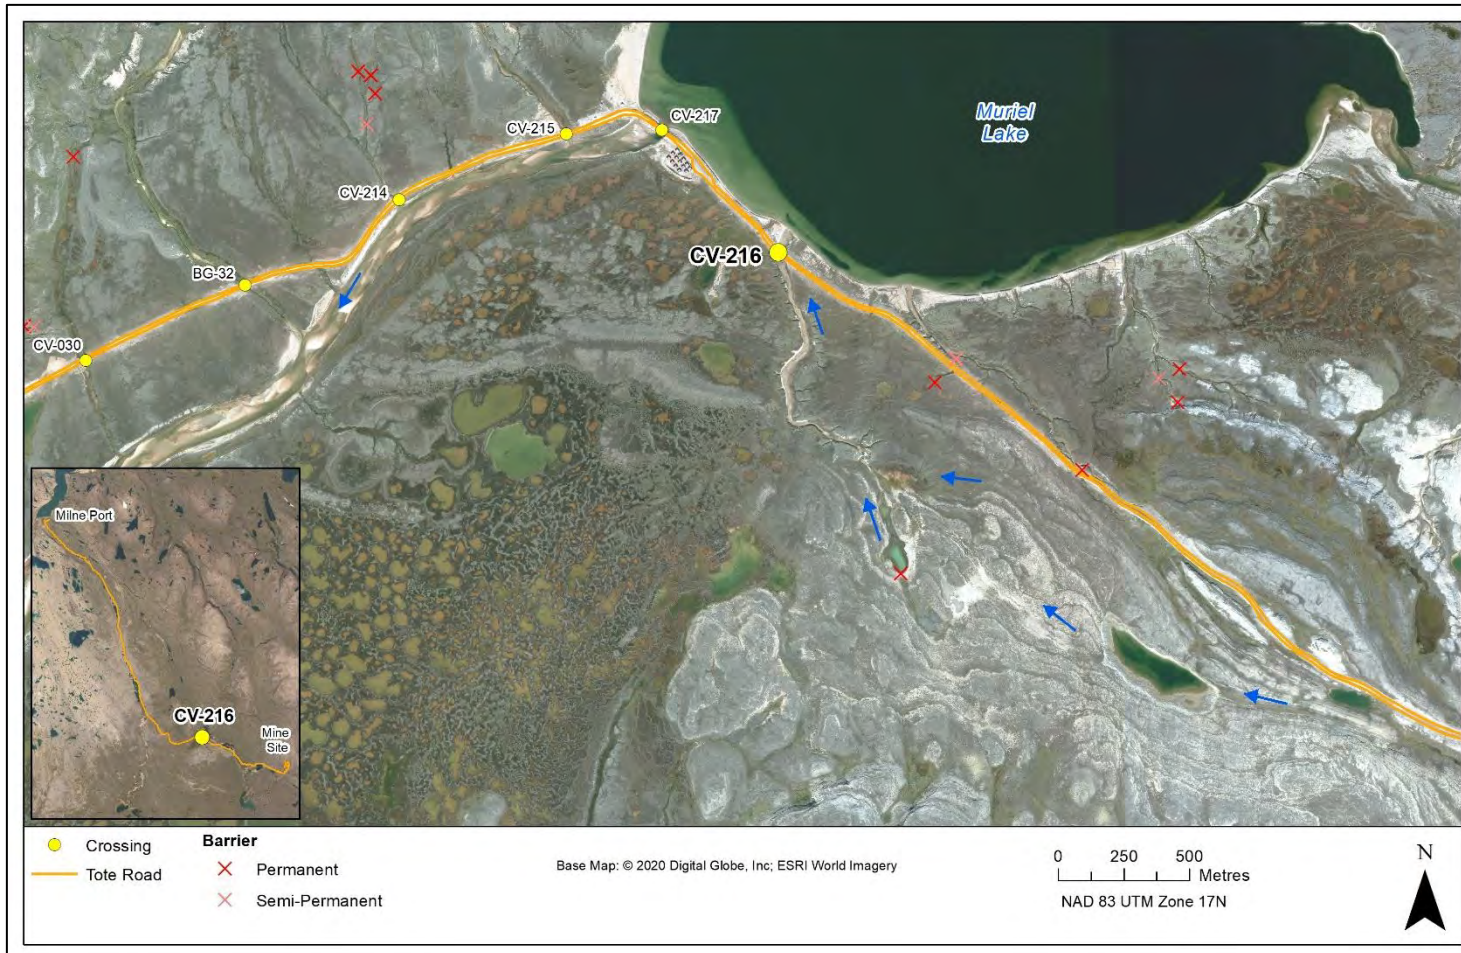 Muriel
Lake
CV-217
CV-215
CV-214
CV-216
BG-32
CV-030
Milne Port
CV-216
Mine
Site
Crossing
Tote Road
Barrier
Permanent
Semi-Permanent
Base Map: © 2020 Digital Globe, Inc; ESRI World Imagery
0 250 500
Metres
NAD 83 UTM Zone 17N
N